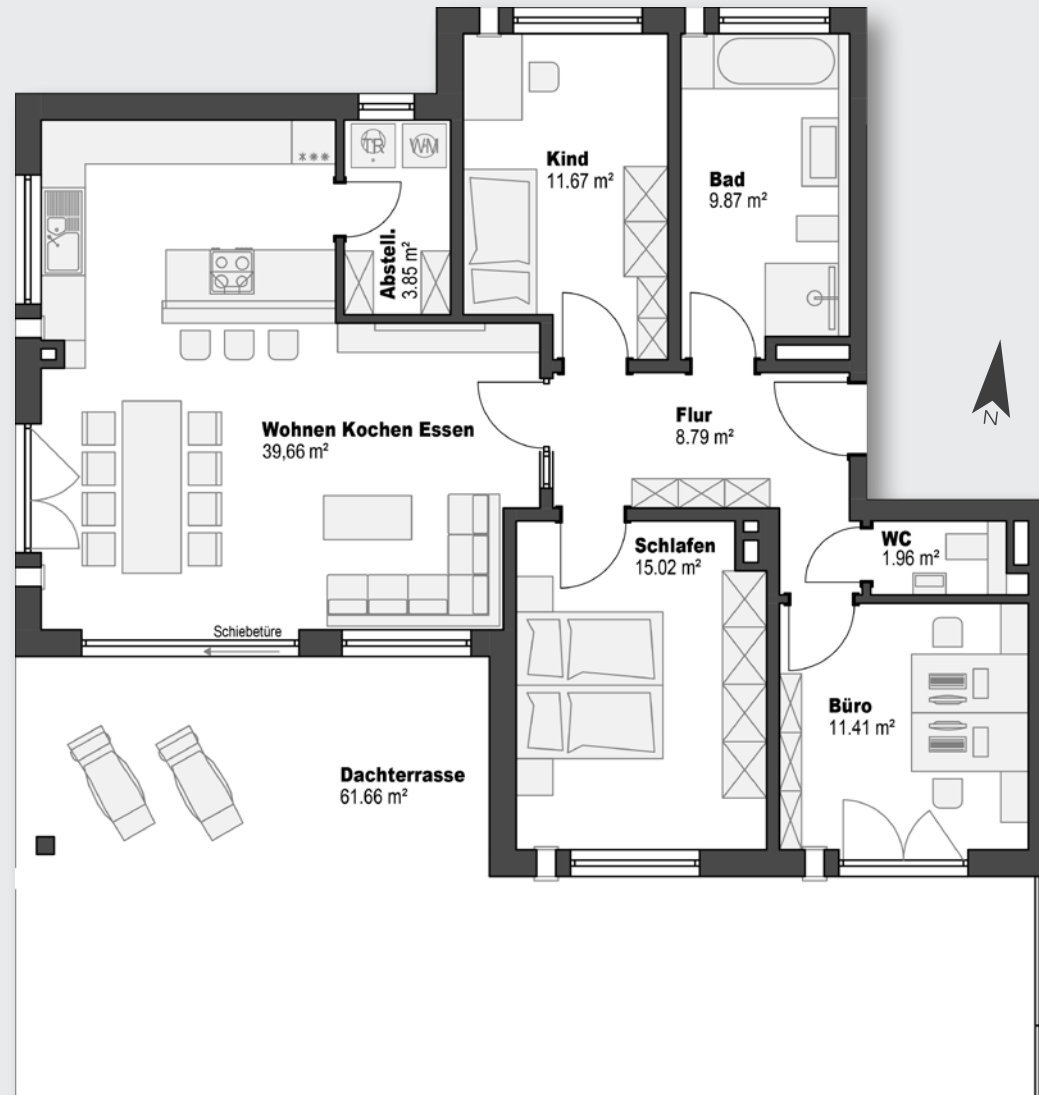 Kind
11.67 m²
Bad
9.87 m²
TR
WM
Abstell.
3.85 m²
Wohnen Kochen Essen
39,66 m²
Flur
8.79 m²
N
Schlafen
15.02 m²
WC
1.96 m²
Schiebetüre
Büro
11.41 m²
Dachterrasse
61.66 m²